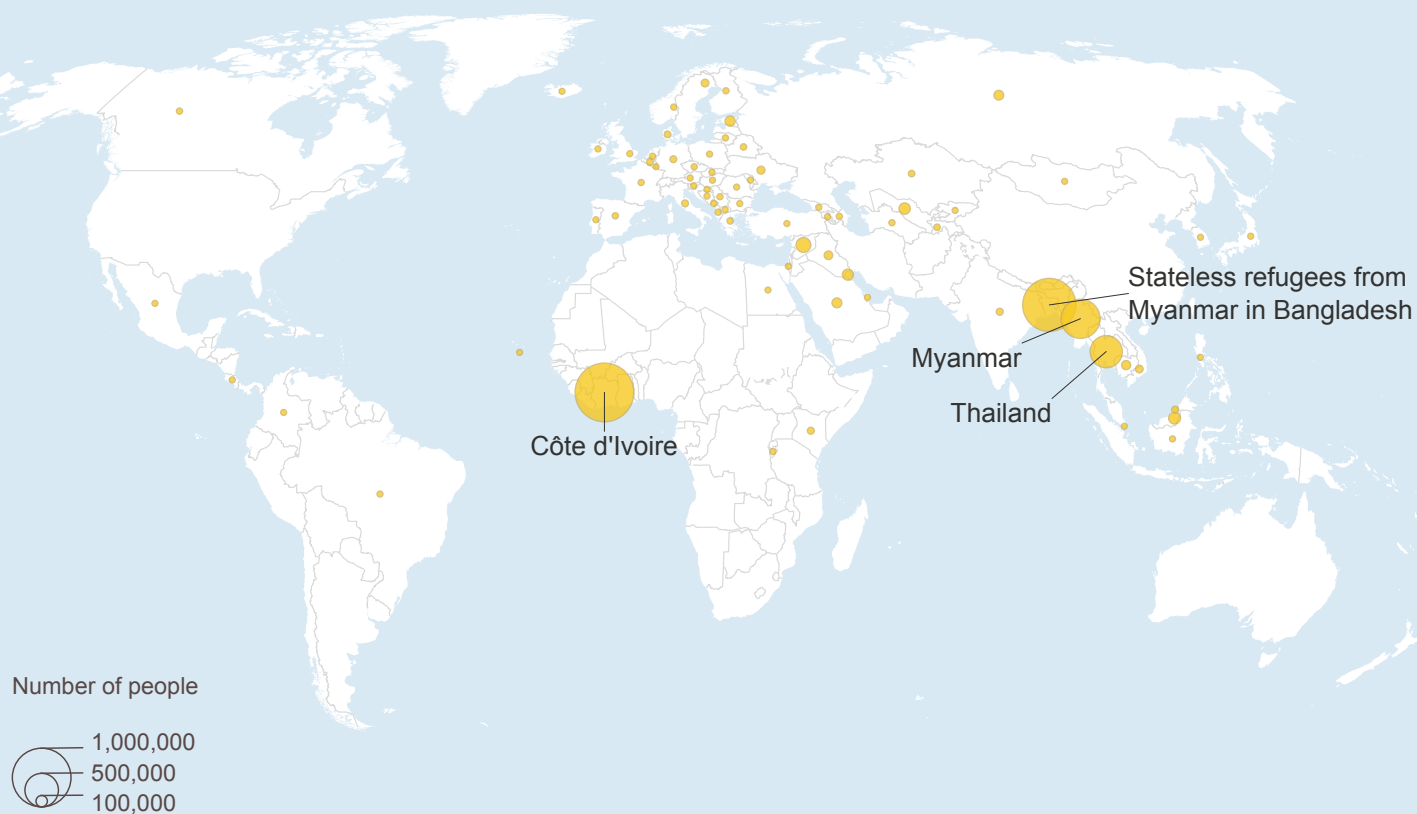 Stateless refugees from
Myanmar in Bangladesh
Myanmar
Thailand
Côte d'Ivoire
Number of people
1,000,000
500,000
100,000